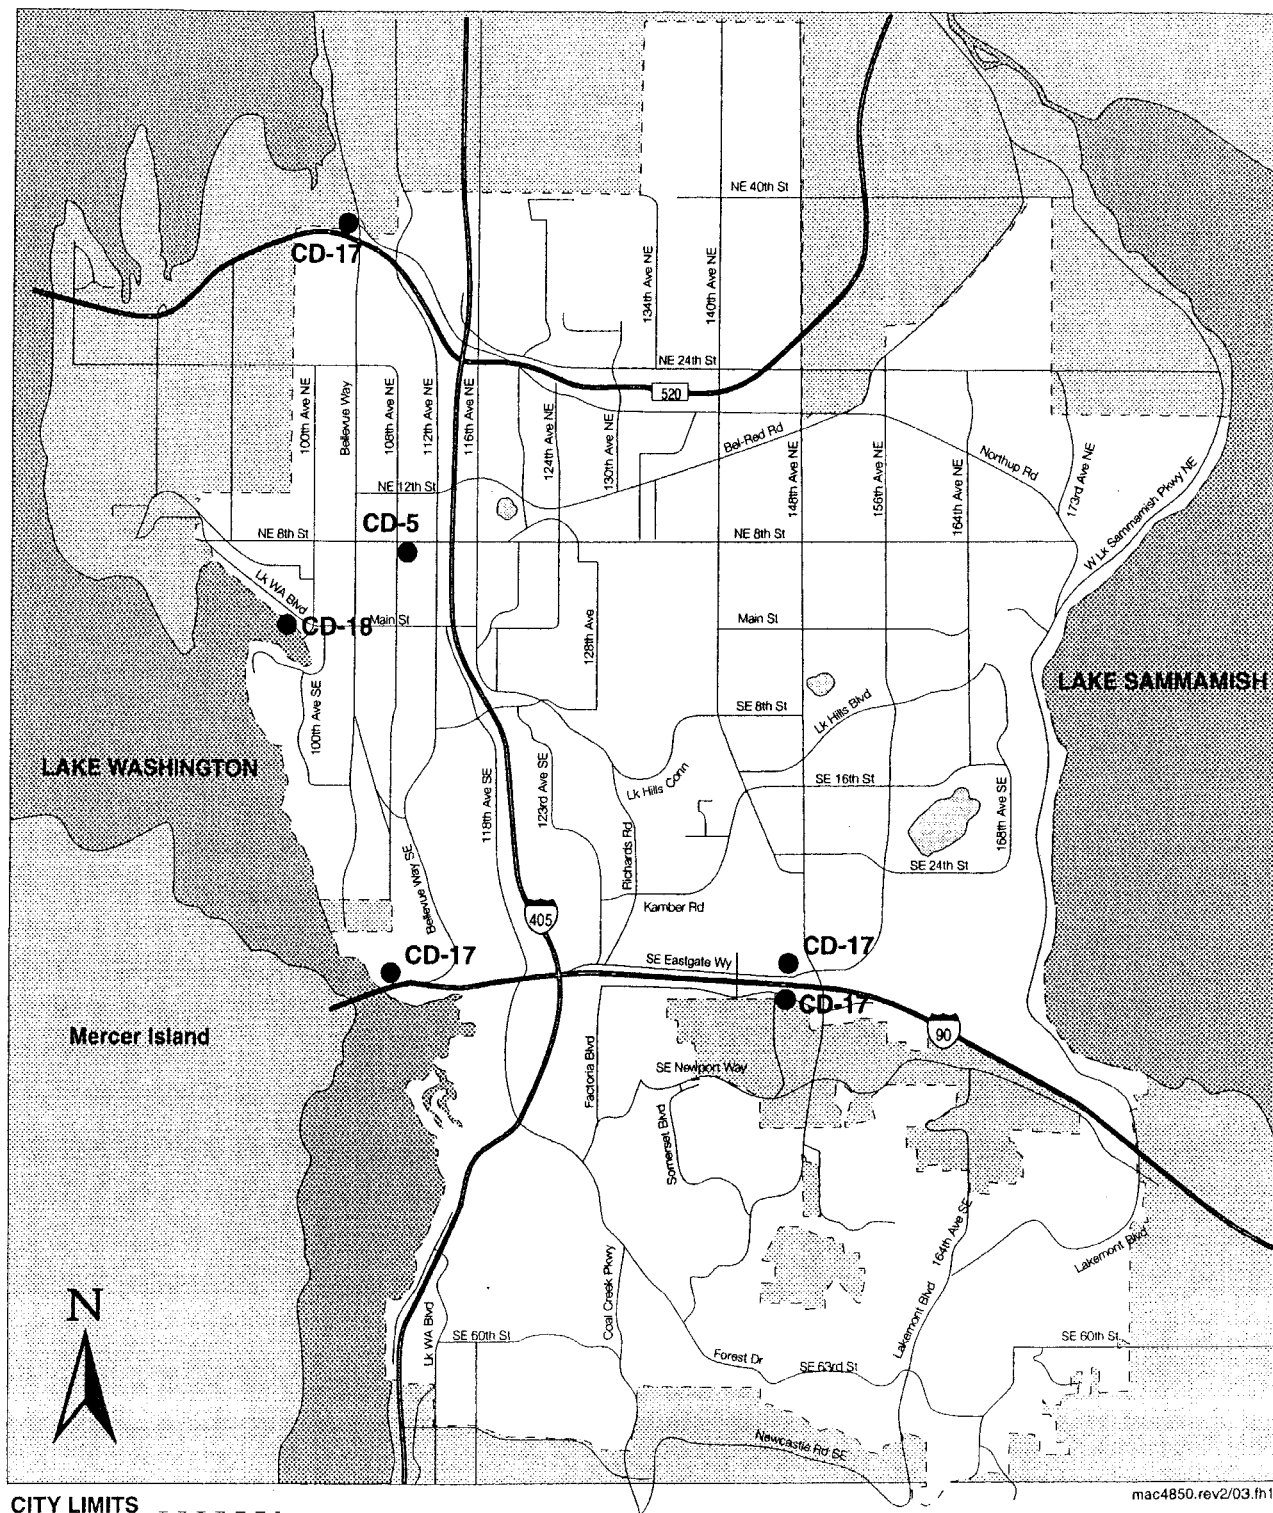 NE 40th St
CD-17
134th Ave NE
140th Ave NE
NE 24th St
520
100th Ave NE
Bellevue Way
108th Ave NE
112th Ave NE
116th Ave NE
124th Ave NE
130th Ave NE
Bel-Red Rd
148th Ave NE
156th Ave NE
164th Ave NE
Northup Rd
173rd Ave NE
W Lk Sammamish Pkwy NE
NE 12th St
CD-5
NE 8th St
NE 8th St
Lk WA Blvd
CD-18
Main St
Main St
128th Ave
LAKE SAMMAMISH
100th Ave SE
SE 8th St
Lk Hills Blvd
LAKE WASHINGTON
118th Ave SE
123rd Ave SE
Lk Hills Conn
SE 16th St
Richards Rd
168th Ave SE
Bellevue Way SE
SE 24th St
Kamber Rd
405
CD-17
SE Eastgate Wy
CD-17
CD-17
Mercer Island
90
Factoria Blvd
SE Newport Way
Somerset Blvd
164th Ave SE
Lakemont Blvd
Coal Creek Pkwy
N
Lk WA Blvd
SE 60th St
Lakemont Blvd
Forest Dr
SE 63rd St
SE 60th St
Newcastle Rd SE
CITY LIMITS
mac4850.rev2/03.fh1